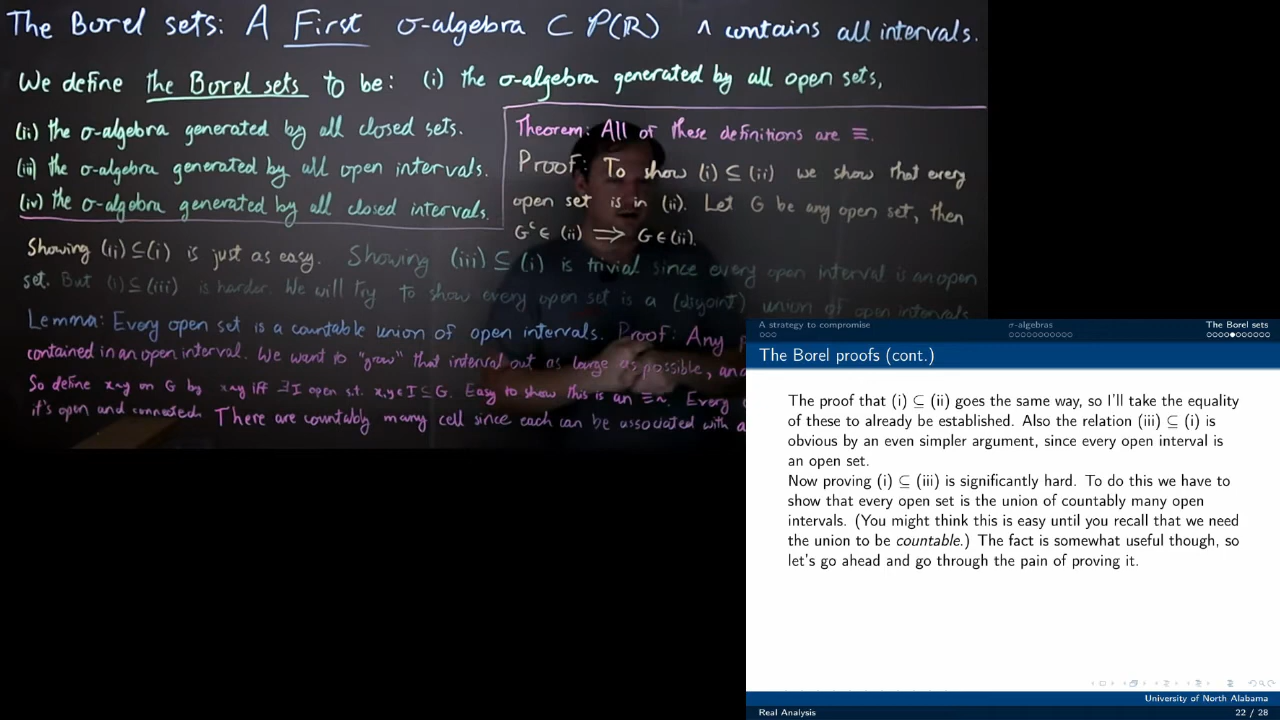 The Borel sets: A First σ-algebra ⊂ P(ℝ) ∧ contains all intervals.
We define the Borel sets to be: (i) the σ-algebra generated by all open sets,
(ii) the σ-algebra generated by all closed sets.
(iii) the σ-algebra generated by all open intervals.
(iv) the σ-algebra generated by all closed intervals.
Theorem: All of these definitions are ≡.
Proof: To show (i) ⊆ (ii) we show that every
open set is in (ii). Let G be any open set, then
Gᶜ ∈ (ii) ⟹ G ∈ (ii).
Showing (ii) ⊆ (i) is just as easy. Showing (iii) ⊆ (i) is trivial since every open interval is an open
set. But (i) ⊆ (iii) is harder. We will try to show every open set is a (disjoint) union of open intervals
Lemma: Every open set is a countable union of open intervals. Proof: Any
contained in an open interval. We want to "grow" that interval out as large as possible, and
So define x~y on G by x~y iff ∃ I open s.t. x,y ∈ I ⊆ G. Easy to show this is an ≡r. Every
it's open and connected. There are countably many cell since each can be associated with a
A strategy to compromise
σ-algebras
The Borel sets
The Borel proofs (cont.)
The proof that (i) ⊆ (ii) goes the same way, so I'll take the equality
of these to already be established. Also the relation (iii) ⊆ (i) is
obvious by an even simpler argument, since every open interval is
an open set.
Now proving (i) ⊆ (iii) is significantly hard. To do this we have to
show that every open set is the union of countably many open
intervals. (You might think this is easy until you recall that we need
the union to be countable.) The fact is somewhat useful though, so
let's go ahead and go through the pain of proving it.
University of North Alabama
Real Analysis
22 / 28